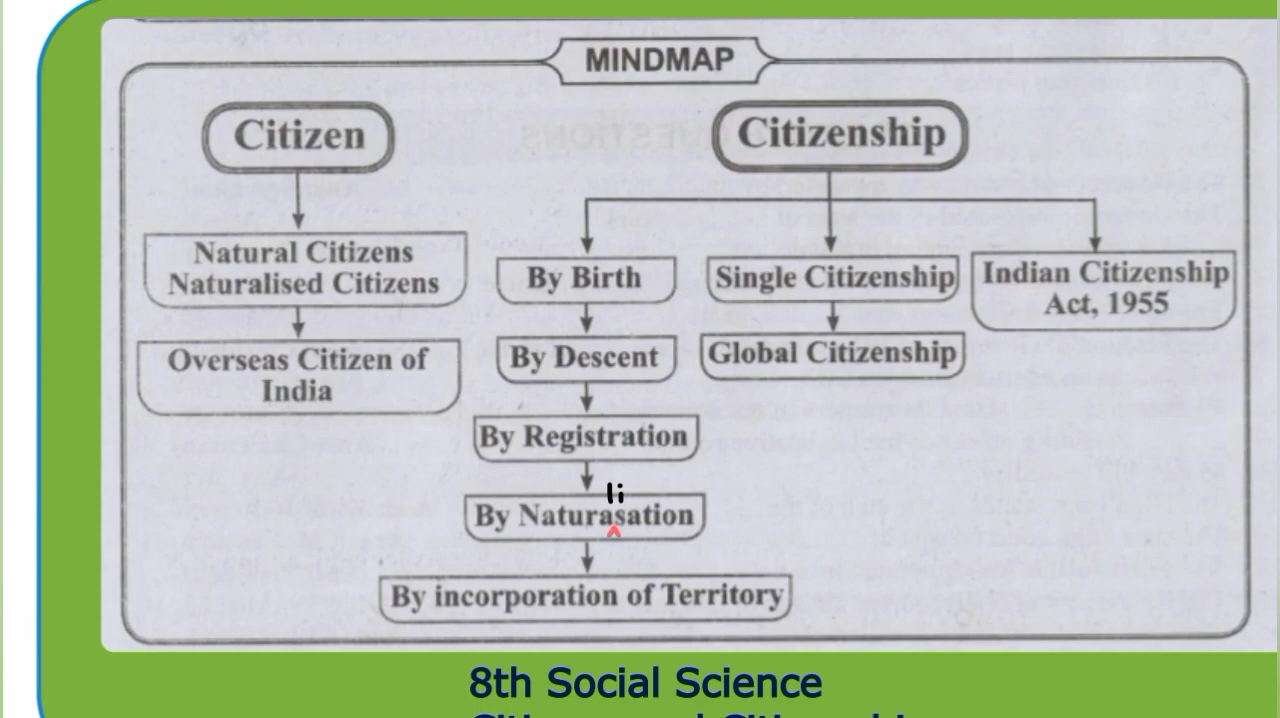 MINDMAP
Citizen
Citizenship
Natural Citizens
Naturalised Citizens
Overseas Citizen of
India
By Birth
By Descent
By Registration
li
By Naturasation
By incorporation of Territory
Single Citizenship
Global Citizenship
Indian Citizenship
Act, 1955
8th Social Science